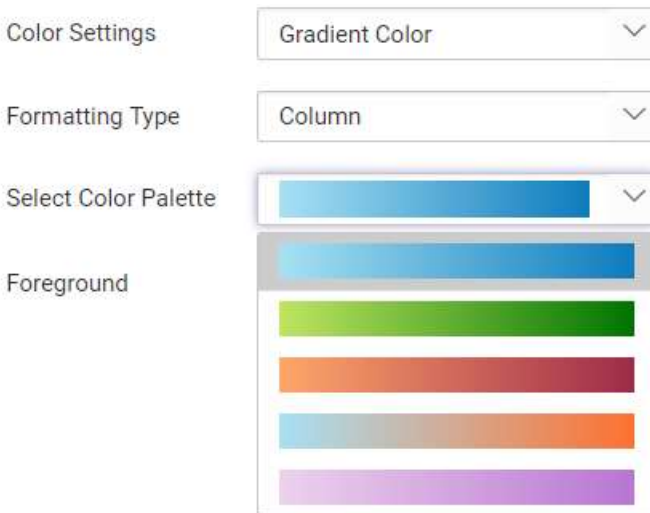 Color Settings Gradient Color
Formatting Type Column
Select Color Palette
Foreground